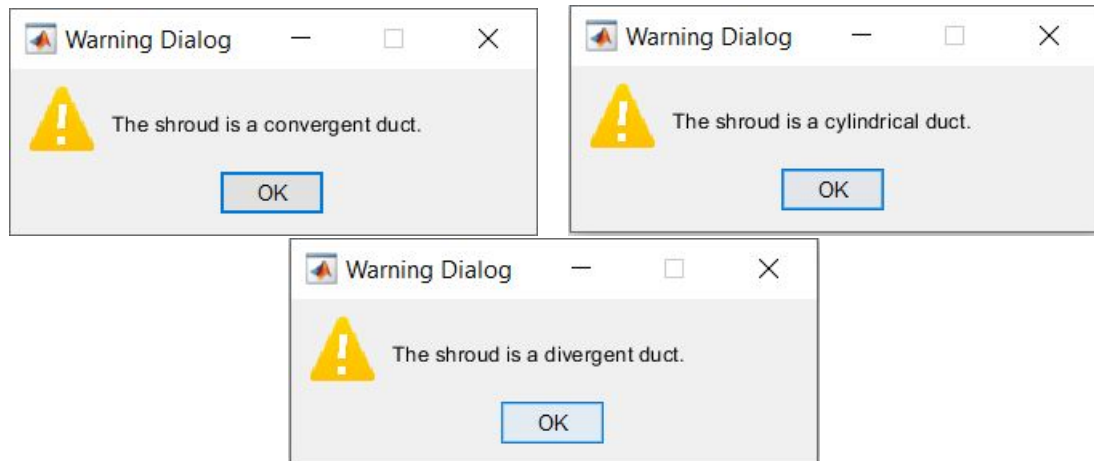 Warning Dialog
The shroud is a convergent duct.
OK
Warning Dialog
The shroud is a cylindrical duct.
OK
Warning Dialog
The shroud is a divergent duct.
OK